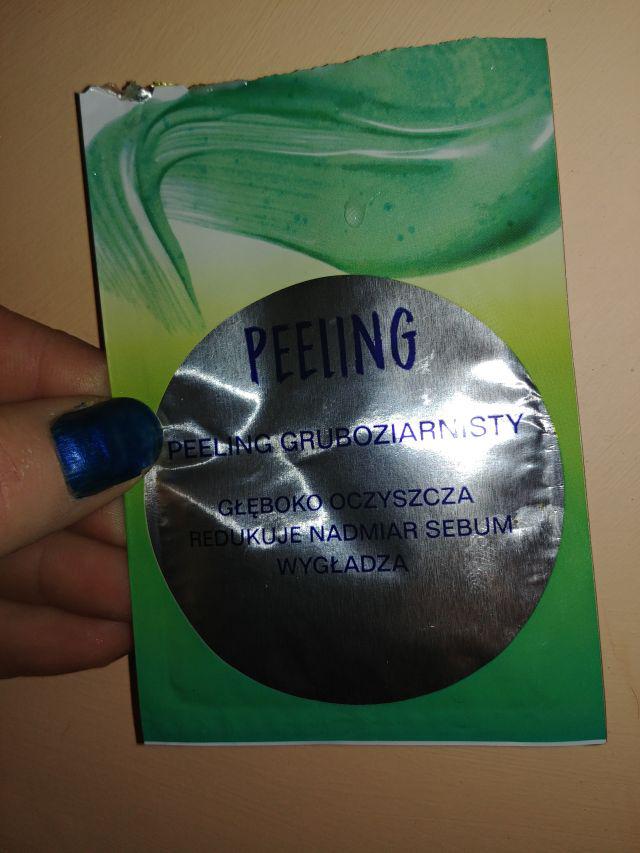 PEELING
PEELING GRUBOZIARNISTY
GŁĘBOKO OCZYSZCZA
REDUKUJE NADMIAR SEBUM
WYGŁADZA